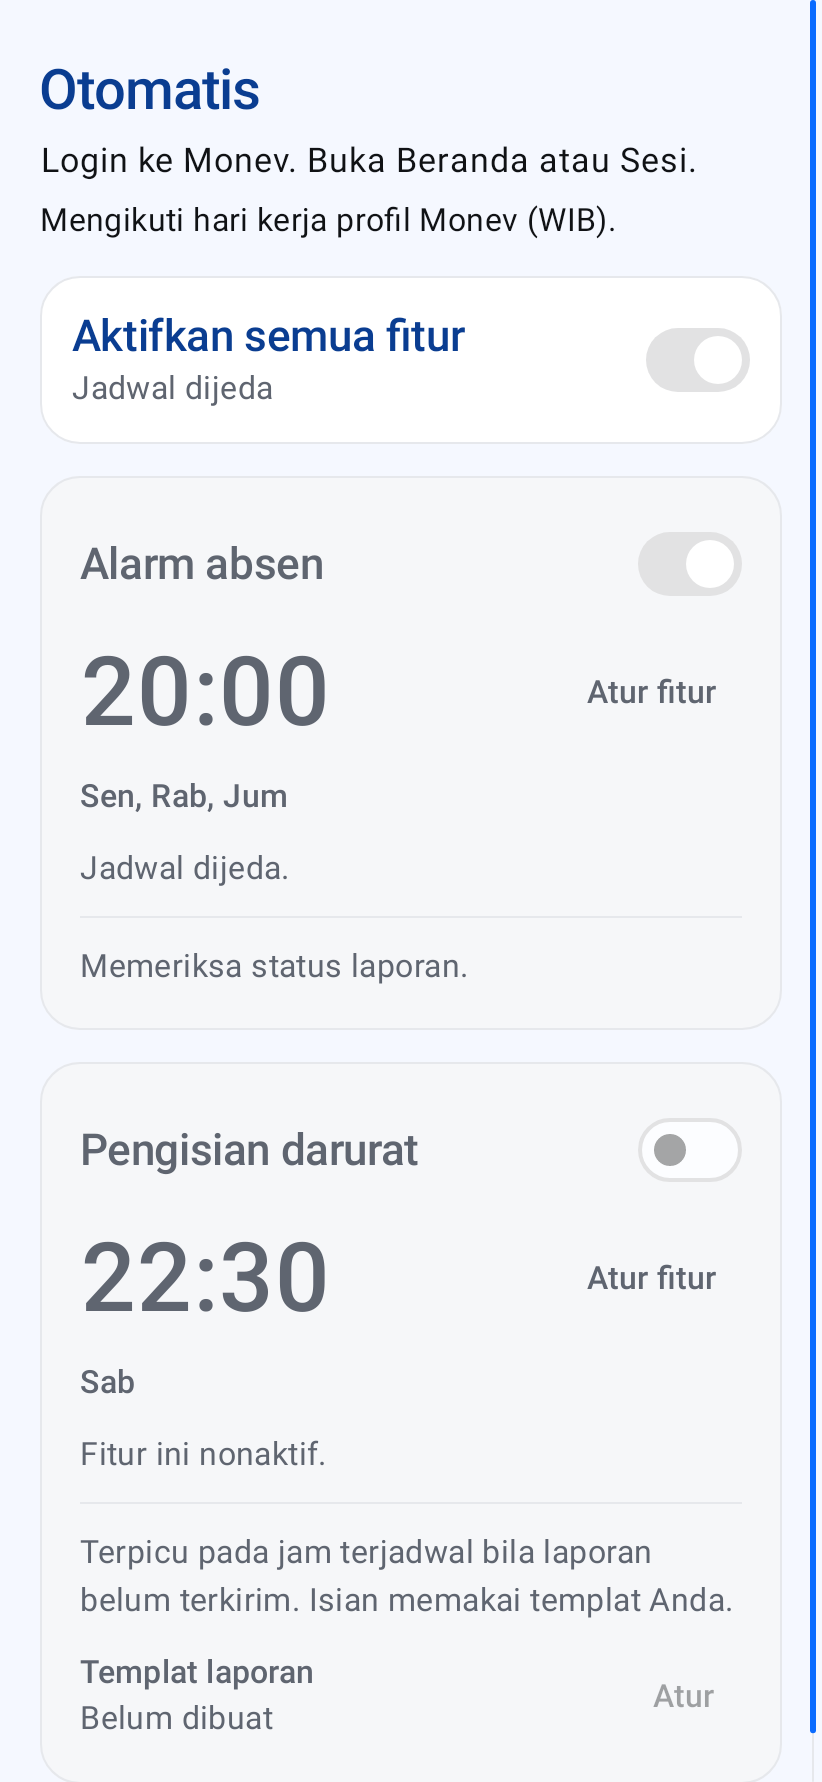 Otomatis
Login ke Monev. Buka Beranda atau Sesi.
Mengikuti hari kerja profil Monev (WIB).
Aktifkan semua fitur
Jadwal dijeda
Alarm absen
20:00
Atur fitur
Sen, Rab, Jum
Jadwal dijeda.
Memeriksa status laporan.
Pengisian darurat
22:30
Atur fitur
Sab
Fitur ini nonaktif.
Terpicu pada jam terjadwal bila laporan
belum terkirim. Isian memakai templat Anda.
Templat laporan
Belum dibuat
Atur